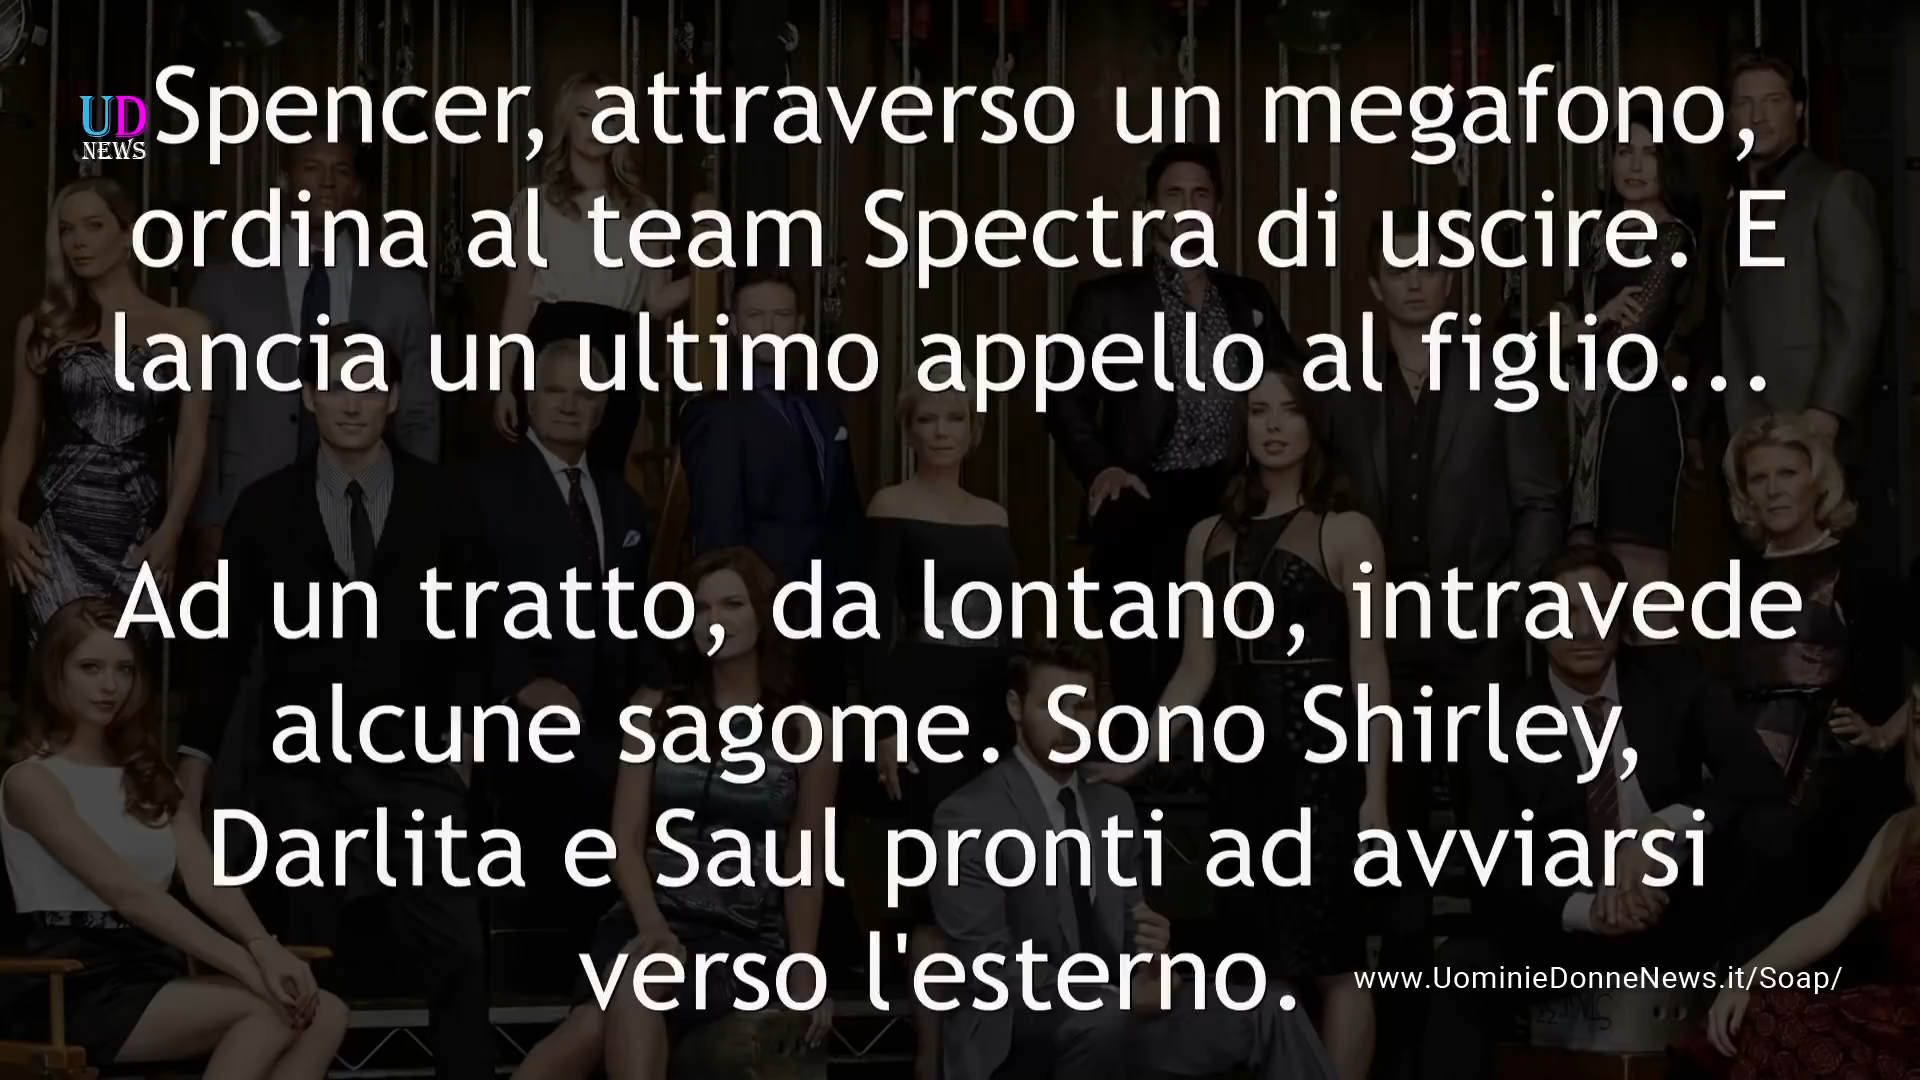 UD
NEWS
Spencer, attraverso un megafono,
ordina al team Spectra di uscire. E
lancia un ultimo appello al figlio...
Ad un tratto, da lontano, intravede
alcune sagome. Sono Shirley,
Darlita e Saul pronti ad avviarsi
verso l'esterno.
www.UominieDonneNews.it/Soap/